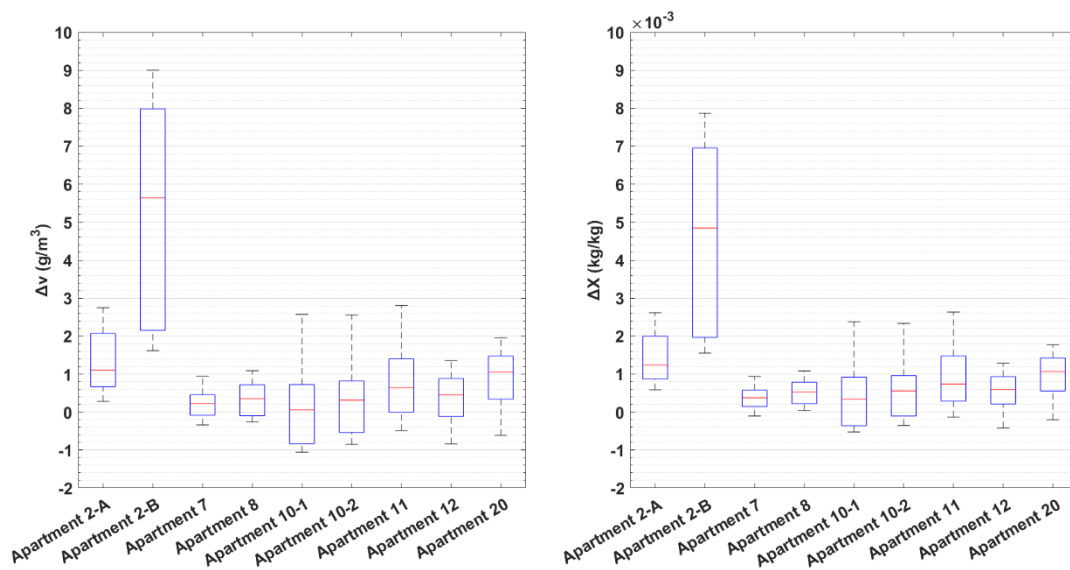 10
9
8
7
6
5
4
3
2
1
0
-1
-2
Δv (g/m³)
Apartment 2-A
Apartment 2-B
Apartment 7
Apartment 8
Apartment 10-1
Apartment 10-2
Apartment 11
Apartment 12
Apartment 20
×10⁻³
10
9
8
7
6
5
4
3
2
1
0
-1
-2
ΔX (kg/kg)
Apartment 2-A
Apartment 2-B
Apartment 7
Apartment 8
Apartment 10-1
Apartment 10-2
Apartment 11
Apartment 12
Apartment 20